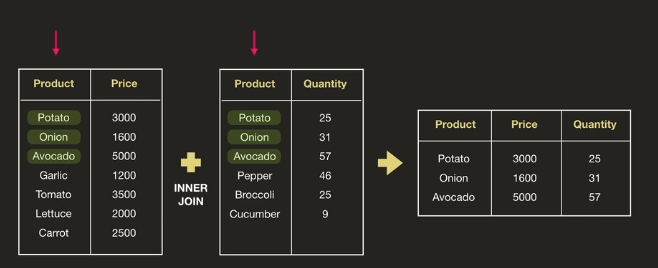 Product Price
Potato 3000
Onion 1600
Avocado 5000
Garlic 1200
Tomato 3500
Lettuce 2000
Carrot 2500
INNER
JOIN
Product Quantity
Potato 25
Onion 31
Avocado 57
Pepper 46
Broccoli 25
Cucumber 9
Product Price Quantity
Potato 3000 25
Onion 1600 31
Avocado 5000 57